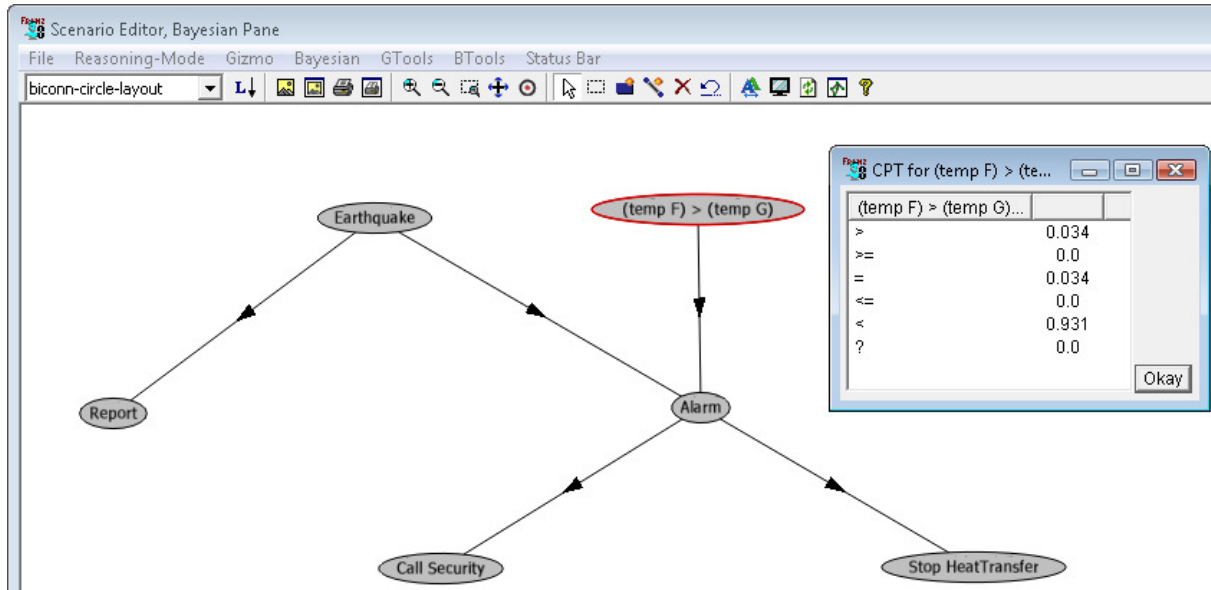 Scenario Editor, Bayesian Pane
File Reasoning-Mode Gizmo Bayesian GTools BTools Status Bar
biconn-circle-layout L
Earthquake
(temp F) > (temp G)
Report
Alarm
Call Security
Stop HeatTransfer
CPT for (temp F) > (te...
(temp F) > (temp G)...
> 0.034
>= 0.0
= 0.034
<= 0.0
< 0.931
? 0.0
Okay